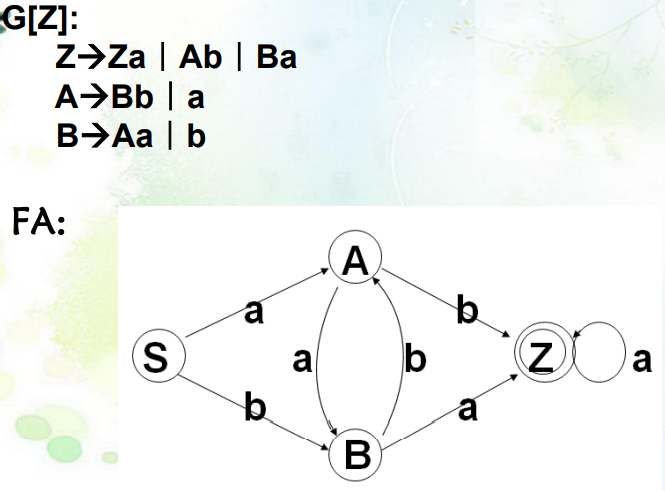 G[Z]:
Z→Za | Ab | Ba
A→Bb | a
B→Aa | b
FA:
A
a
b
S
a
b
Z
a
b
a
B